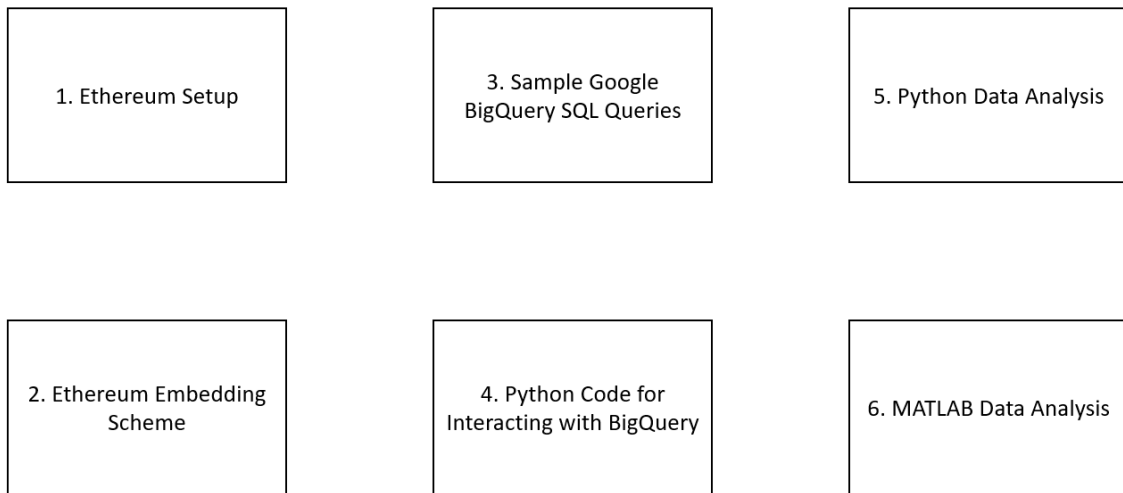 1. Ethereum Setup
2. Ethereum Embedding
Scheme
3. Sample Google
BigQuery SQL Queries
4. Python Code for
Interacting with BigQuery
5. Python Data Analysis
6. MATLAB Data Analysis